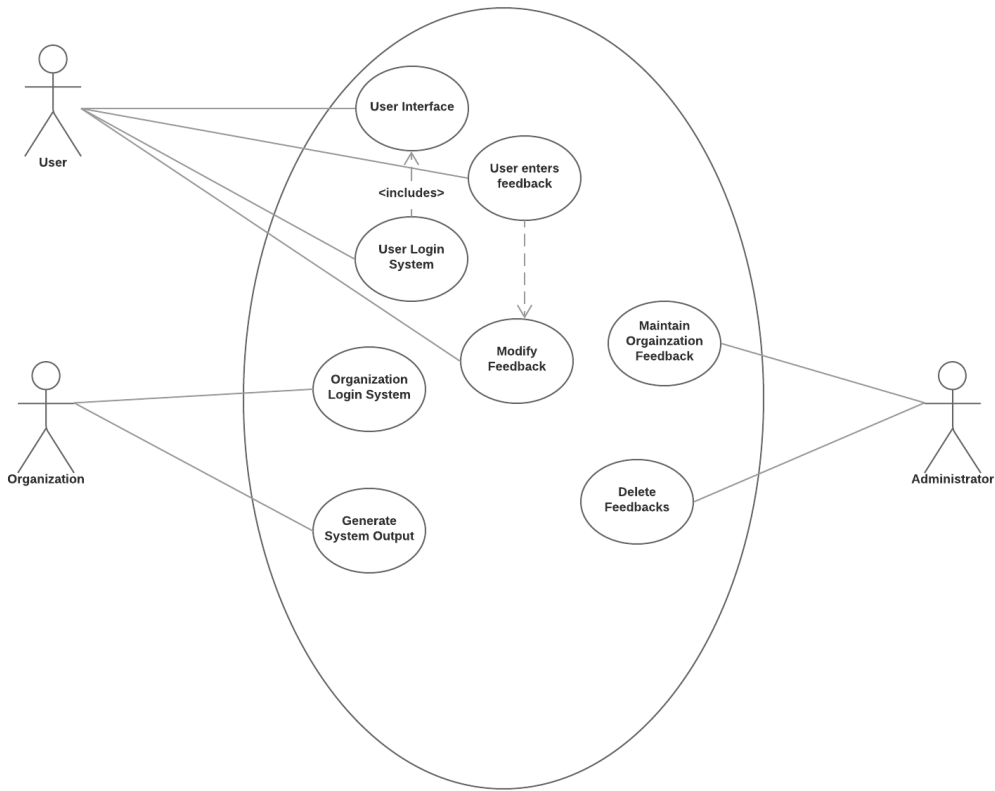 User Interface
User enters
feedback
User
<includes>
User Login
System
Maintain
Orgainzation
Feedback
Modify
Feedback
Organization
Login System
Organization
Administrator
Delete
Feedbacks
Generate
System Output